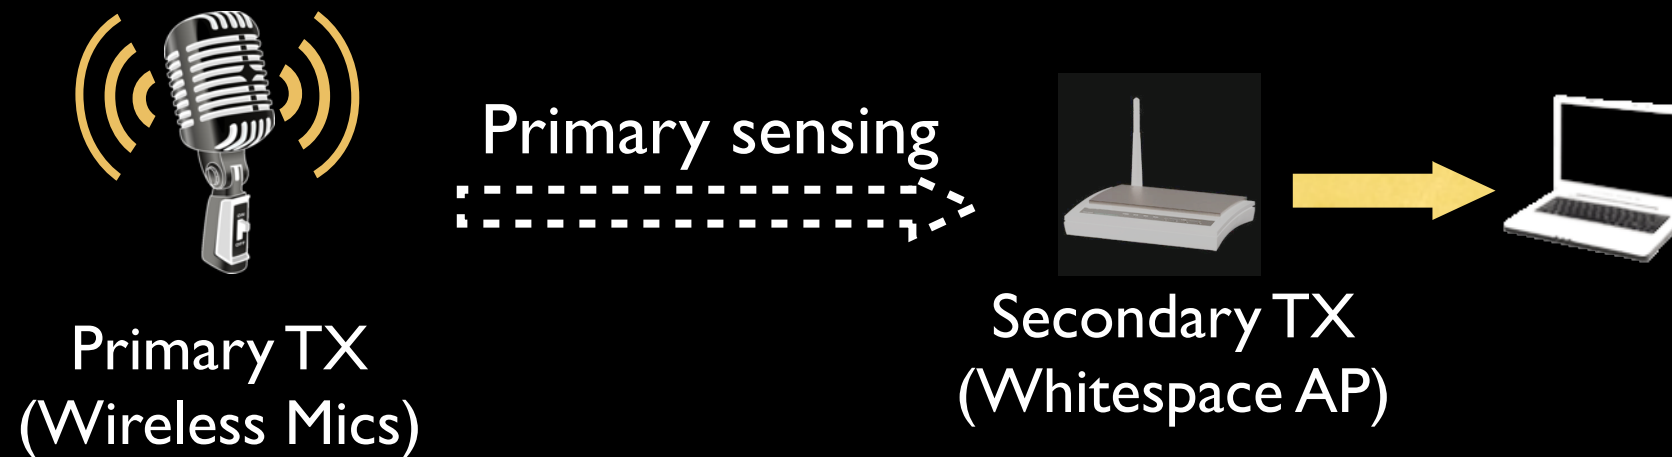 Primary sensing
Primary TX
(Wireless Mics)
Secondary TX
(Whitespace AP)